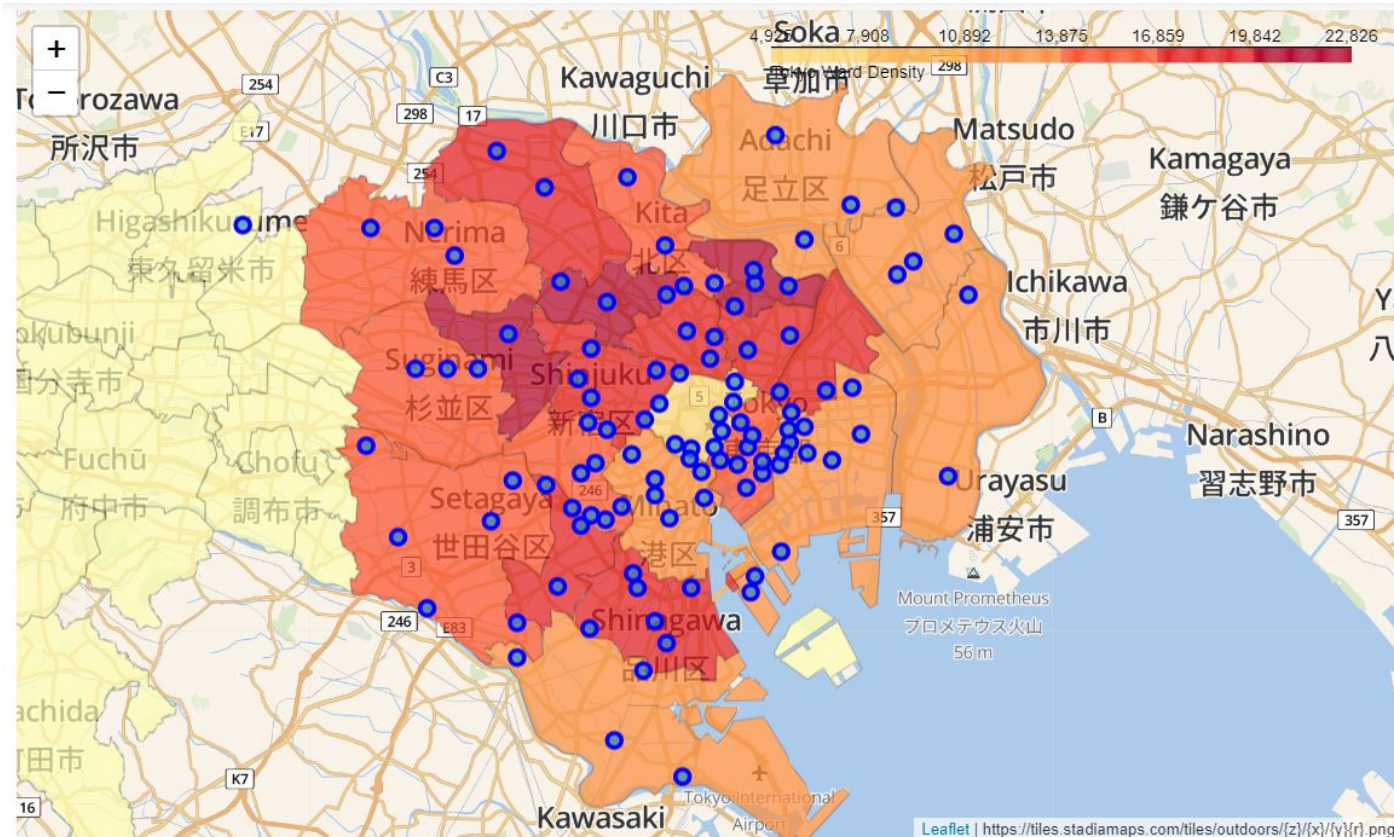 +
−
Soka
草加市
4,925 7,908 10,892 13,875 16,859 19,842 22,826
Tokyo Ward Density
298
254
C3
298
17
Kawaguchi
川口市
E17
所沢市
254
Adachi
足立区
Matsudo
松戸市
Kamagaya
鎌ケ谷市
Kita
北区
6
Nerima
練馬区
東久留米市
Ichikawa
市川市
Suginami
杉並区
Shinjuku
新宿区
5
B
Narashino
習志野市
Fuchū
府中市
Chofu
調布市
Setagaya
世田谷区
246
Minato
港区
Urayasu
浦安市
357
357
3
246
E83
Mount Prometheus
プロメテウス火山
56 m
Shinagawa
品川区
K7
16
Kawasaki
Tokyo International
Airport
Leaflet | https://tiles.stadiamaps.com/tiles/outdoors/{z}/{x}/{y}{r}.png